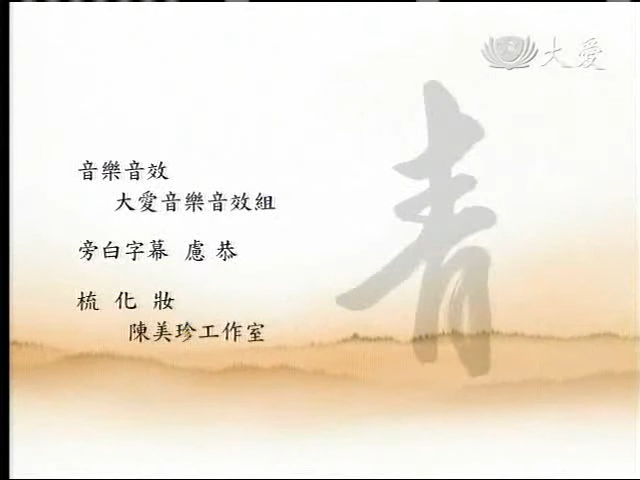 大愛
青
音樂音效
大愛音樂音效組
旁白字幕 慮恭
梳 化 妝
陳美珍工作室